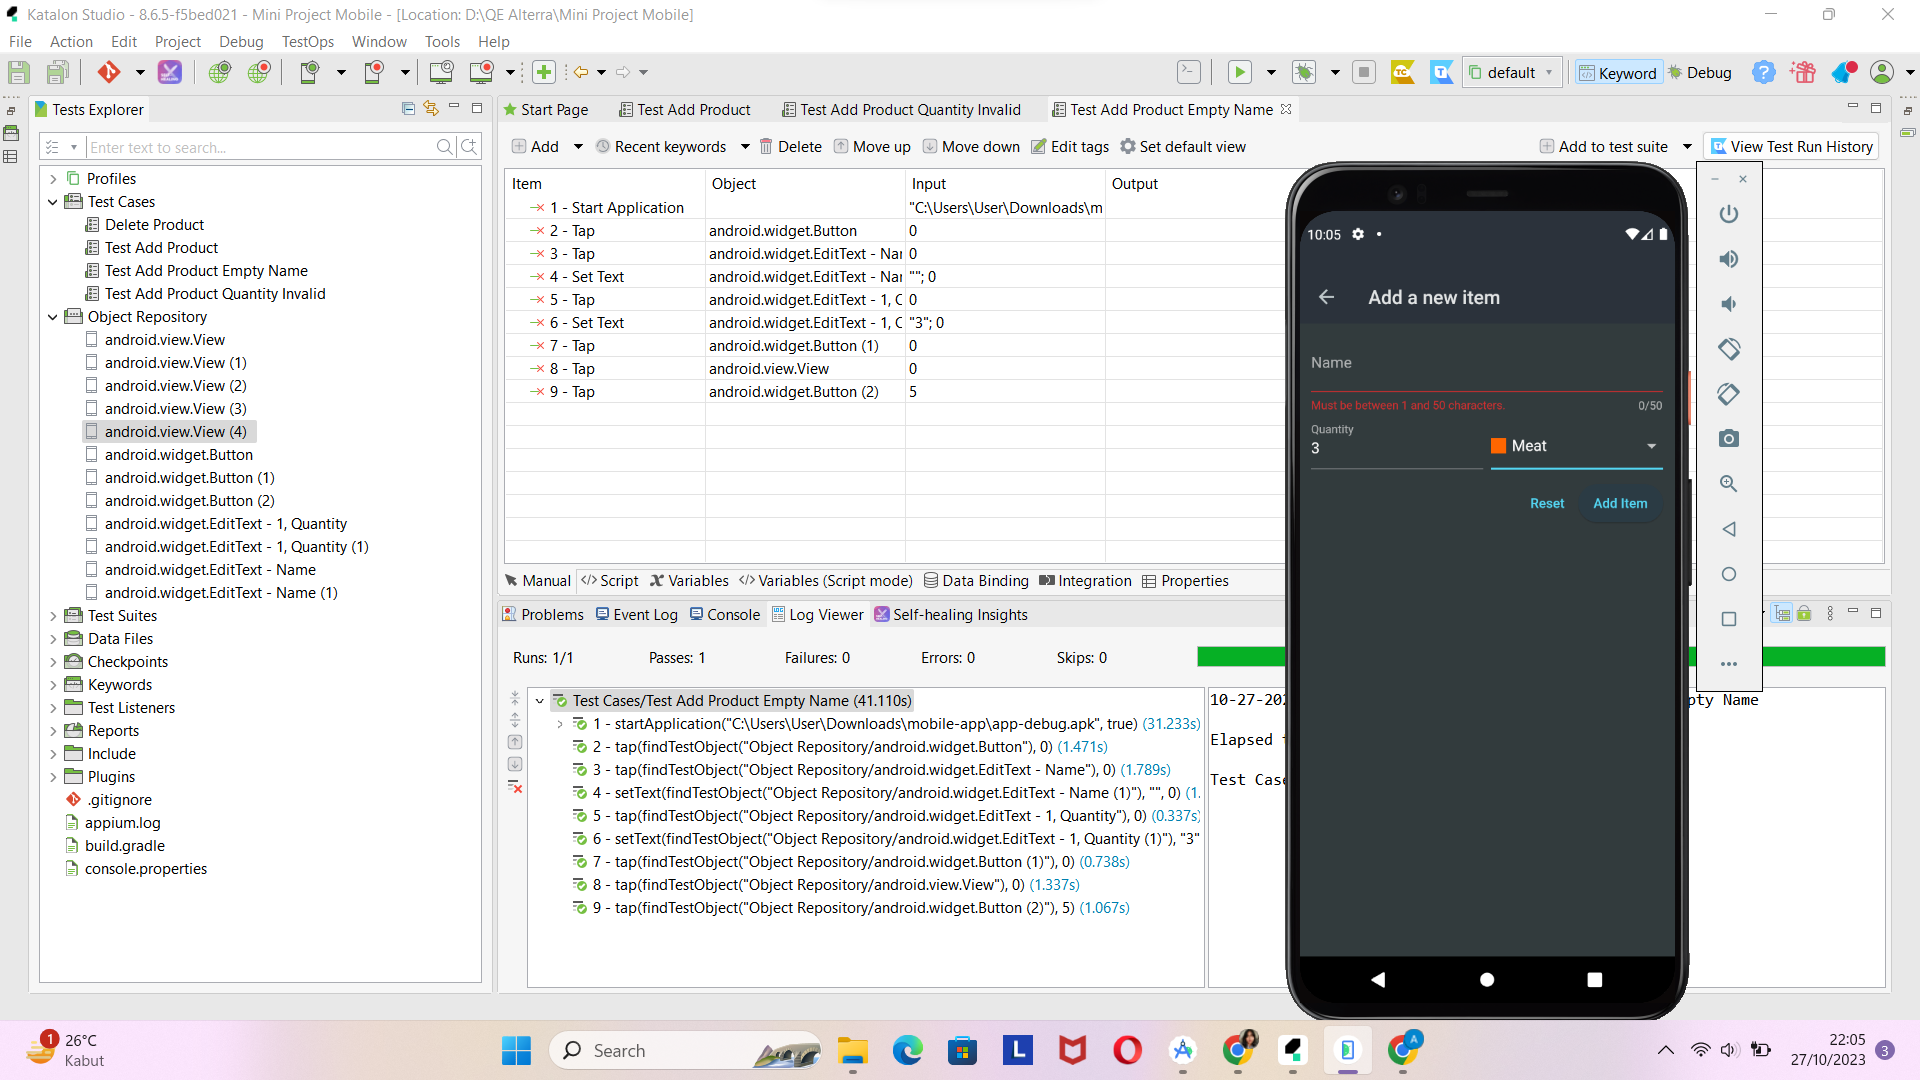 Katalon Studio - 8.6.5-f5bed021 - Mini Project Mobile - [Location: D:\QE Alterra\Mini Project Mobile]
File Action Edit Project Debug TestOps Window Tools Help
default Keyword Debug
Tests Explorer
Enter text to search...
Profiles
Test Cases
Delete Product
Test Add Product
Test Add Product Empty Name
Test Add Product Quantity Invalid
Object Repository
android.view.View
android.view.View (1)
android.view.View (2)
android.view.View (3)
android.view.View (4)
android.widget.Button
android.widget.Button (1)
android.widget.Button (2)
android.widget.EditText - 1, Quantity
android.widget.EditText - 1, Quantity (1)
android.widget.EditText - Name
android.widget.EditText - Name (1)
Test Suites
Data Files
Checkpoints
Keywords
Test Listeners
Reports
Include
Plugins
.gitignore
appium.log
build.gradle
console.properties
Start Page Test Add Product Test Add Product Quantity Invalid Test Add Product Empty Name
Add Recent keywords Delete Move up Move down Edit tags Set default view Add to test suite View Test Run History
Item Object Input Output
1 - Start Application "C:\Users\User\Downloads\m
2 - Tap android.widget.Button 0
3 - Tap android.widget.EditText - Nar 0
4 - Set Text android.widget.EditText - Nar ""; 0
5 - Tap android.widget.EditText - 1, C 0
6 - Set Text android.widget.EditText - 1, C "3"; 0
7 - Tap android.widget.Button (1) 0
8 - Tap android.view.View 0
9 - Tap android.widget.Button (2) 5
Manual Script Variables Variables (Script mode) Data Binding Integration Properties
Problems Event Log Console Log Viewer Self-healing Insights
Runs: 1/1 Passes: 1 Failures: 0 Errors: 0 Skips: 0
Test Cases/Test Add Product Empty Name (41.110s)
1 - startApplication("C:\Users\User\Downloads\mobile-app\app-debug.apk", true) (31.233s)
2 - tap(findTestObject("Object Repository/android.widget.Button"), 0) (1.471s)
3 - tap(findTestObject("Object Repository/android.widget.EditText - Name"), 0) (1.789s)
4 - setText(findTestObject("Object Repository/android.widget.EditText - Name (1)"), "", 0) (1.
5 - tap(findTestObject("Object Repository/android.widget.EditText - 1, Quantity"), 0) (0.337s)
6 - setText(findTestObject("Object Repository/android.widget.EditText - 1, Quantity (1)"), "3"
7 - tap(findTestObject("Object Repository/android.widget.Button (1)"), 0) (0.738s)
8 - tap(findTestObject("Object Repository/android.view.View"), 0) (1.337s)
9 - tap(findTestObject("Object Repository/android.widget.Button (2)"), 5) (1.067s)
10-27-202 pty Name
Elapsed
Test Case
10:05
Add a new item
Name
Must be between 1 and 50 characters. 0/50
Quantity
3 Meat
Reset Add Item
1 26°C
Kabut
Search
L
A
22:05
27/10/2023 3